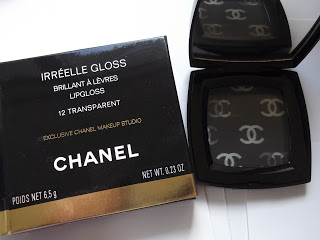 IRRÉELLE GLOSS
BRILLANT À LÈVRES
LIPGLOSS
12 TRANSPARENT
EXCLUSIVE CHANEL MAKEUP STUDIO
CHANEL
POIDS NET 6,5 g
NET WT. 0.23 OZ